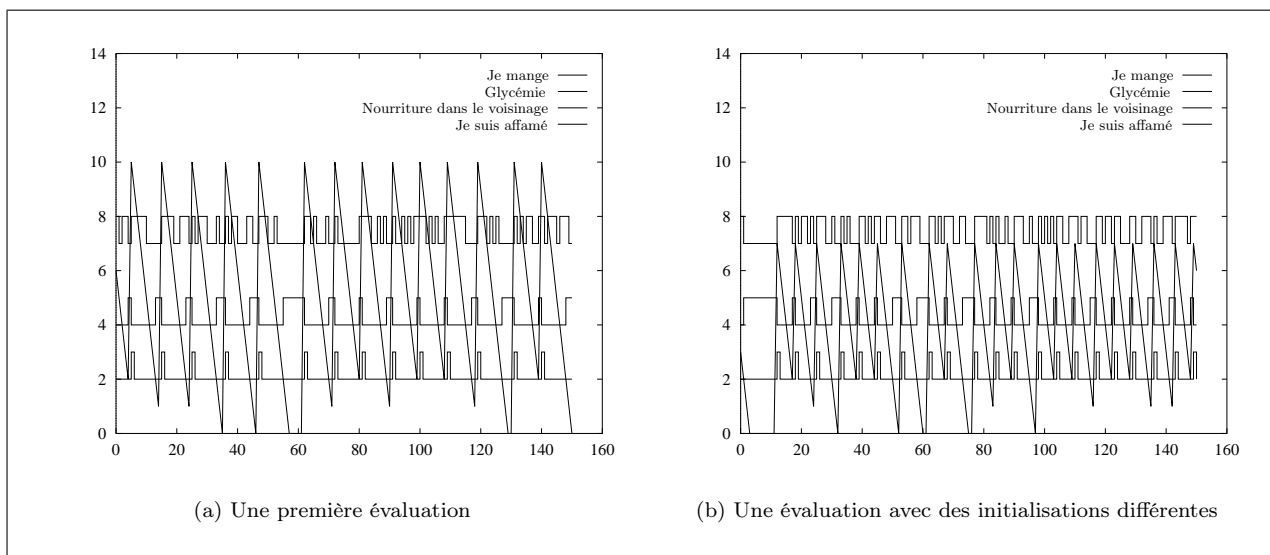 14
12
10
8
6
4
2
0
0 20 40 60 80 100 120 140 160
Je mange
Glycémie
Nourriture dans le voisinage
Je suis affamé
(a) Une première évaluation
14
12
10
8
6
4
2
0
0 20 40 60 80 100 120 140 160
Je mange
Glycémie
Nourriture dans le voisinage
Je suis affamé
(b) Une évaluation avec des initialisations différentes